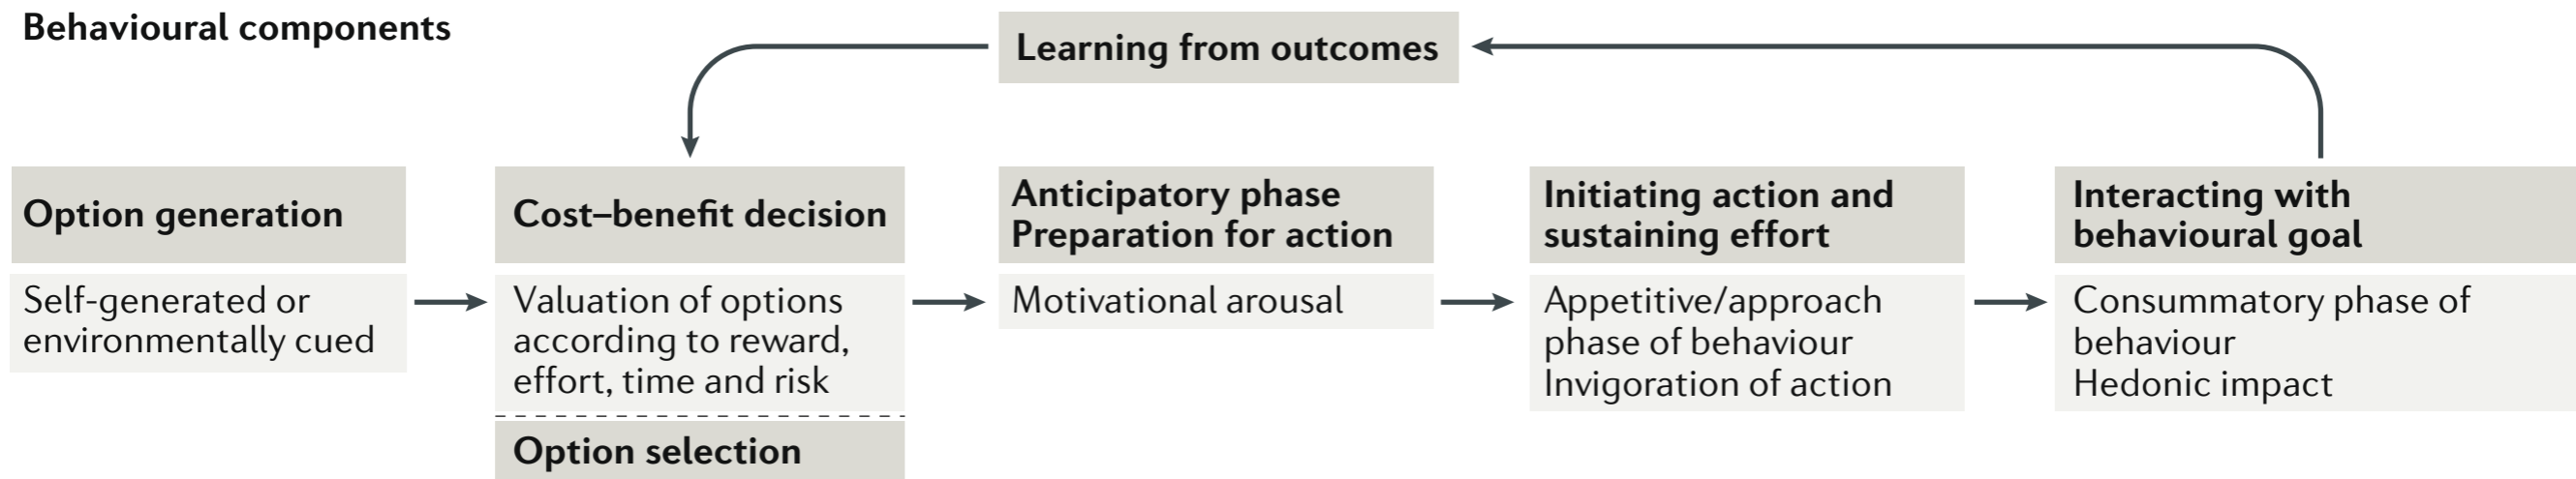 Behavioural components
Learning from outcomes
Option generation
Self-generated or
environmentally cued
Cost–benefit decision
Valuation of options
according to reward,
effort, time and risk
Option selection
Anticipatory phase
Preparation for action
Motivational arousal
Initiating action and
sustaining effort
Appetitive/approach
phase of behaviour
Invigoration of action
Interacting with
behavioural goal
Consummatory phase of
behaviour
Hedonic impact